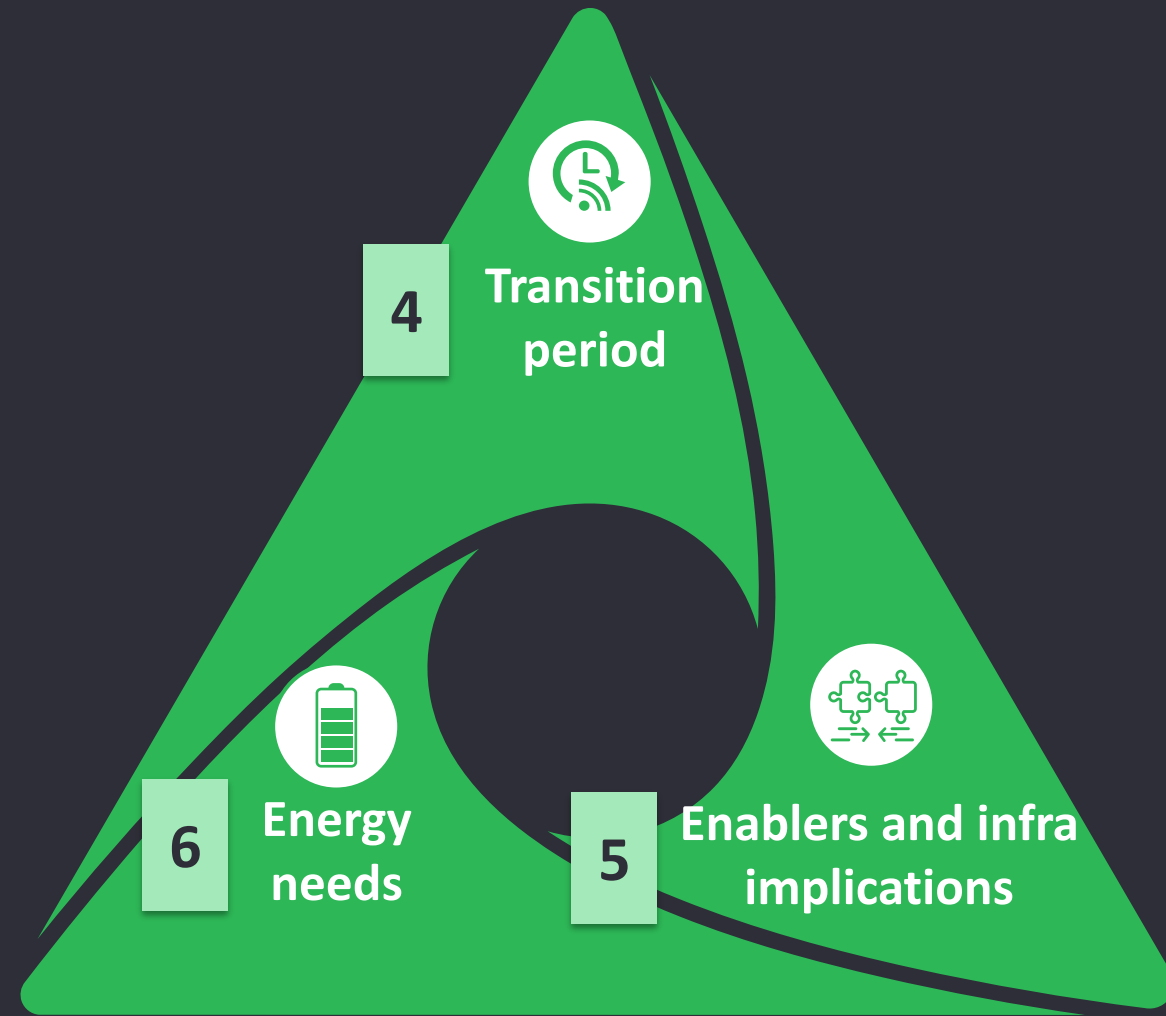 4
Transition
period
6
Energy
needs
5
Enablers and infra
implications